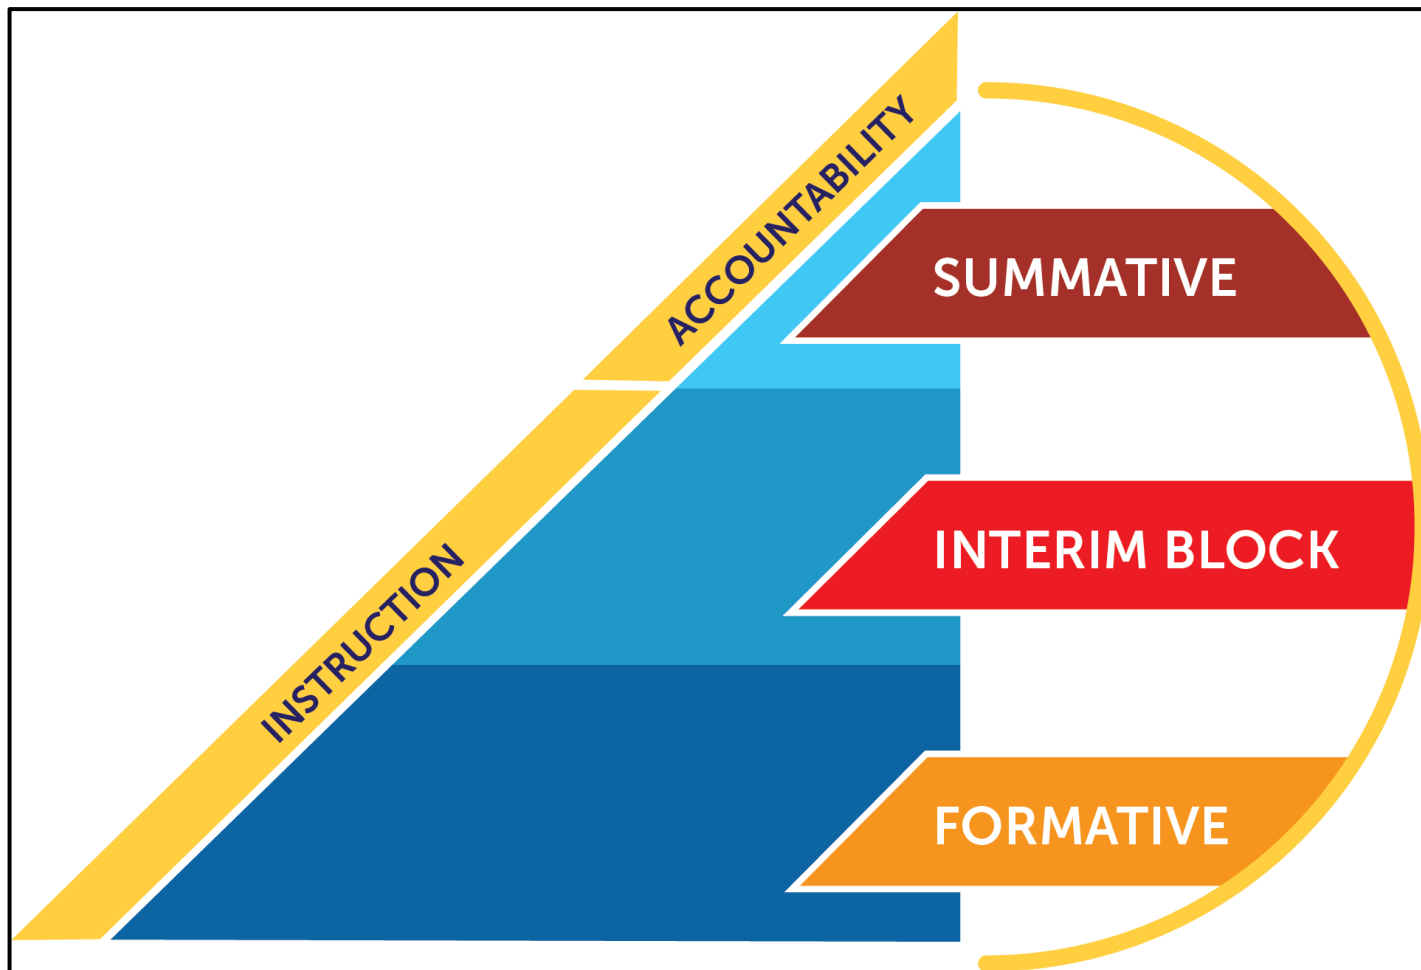 ACCOUNTABILITY
SUMMATIVE
INTERIM BLOCK
INSTRUCTION
FORMATIVE